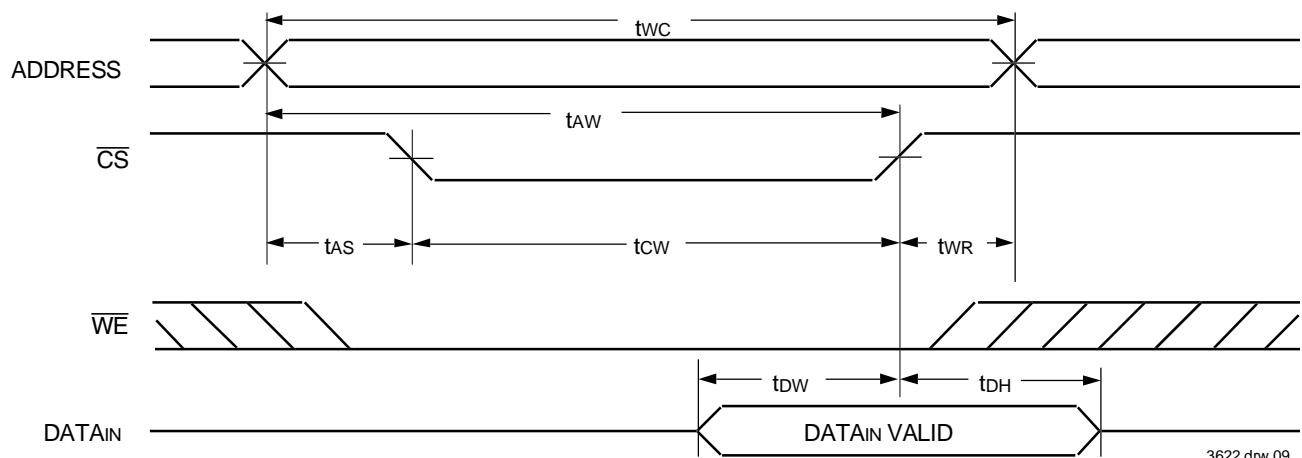 tWC
ADDRESS
tAW
CS
tAS
tCW
tWR
WE
tDW
tDH
DATAIN
DATAIN VALID
3622 drw 09